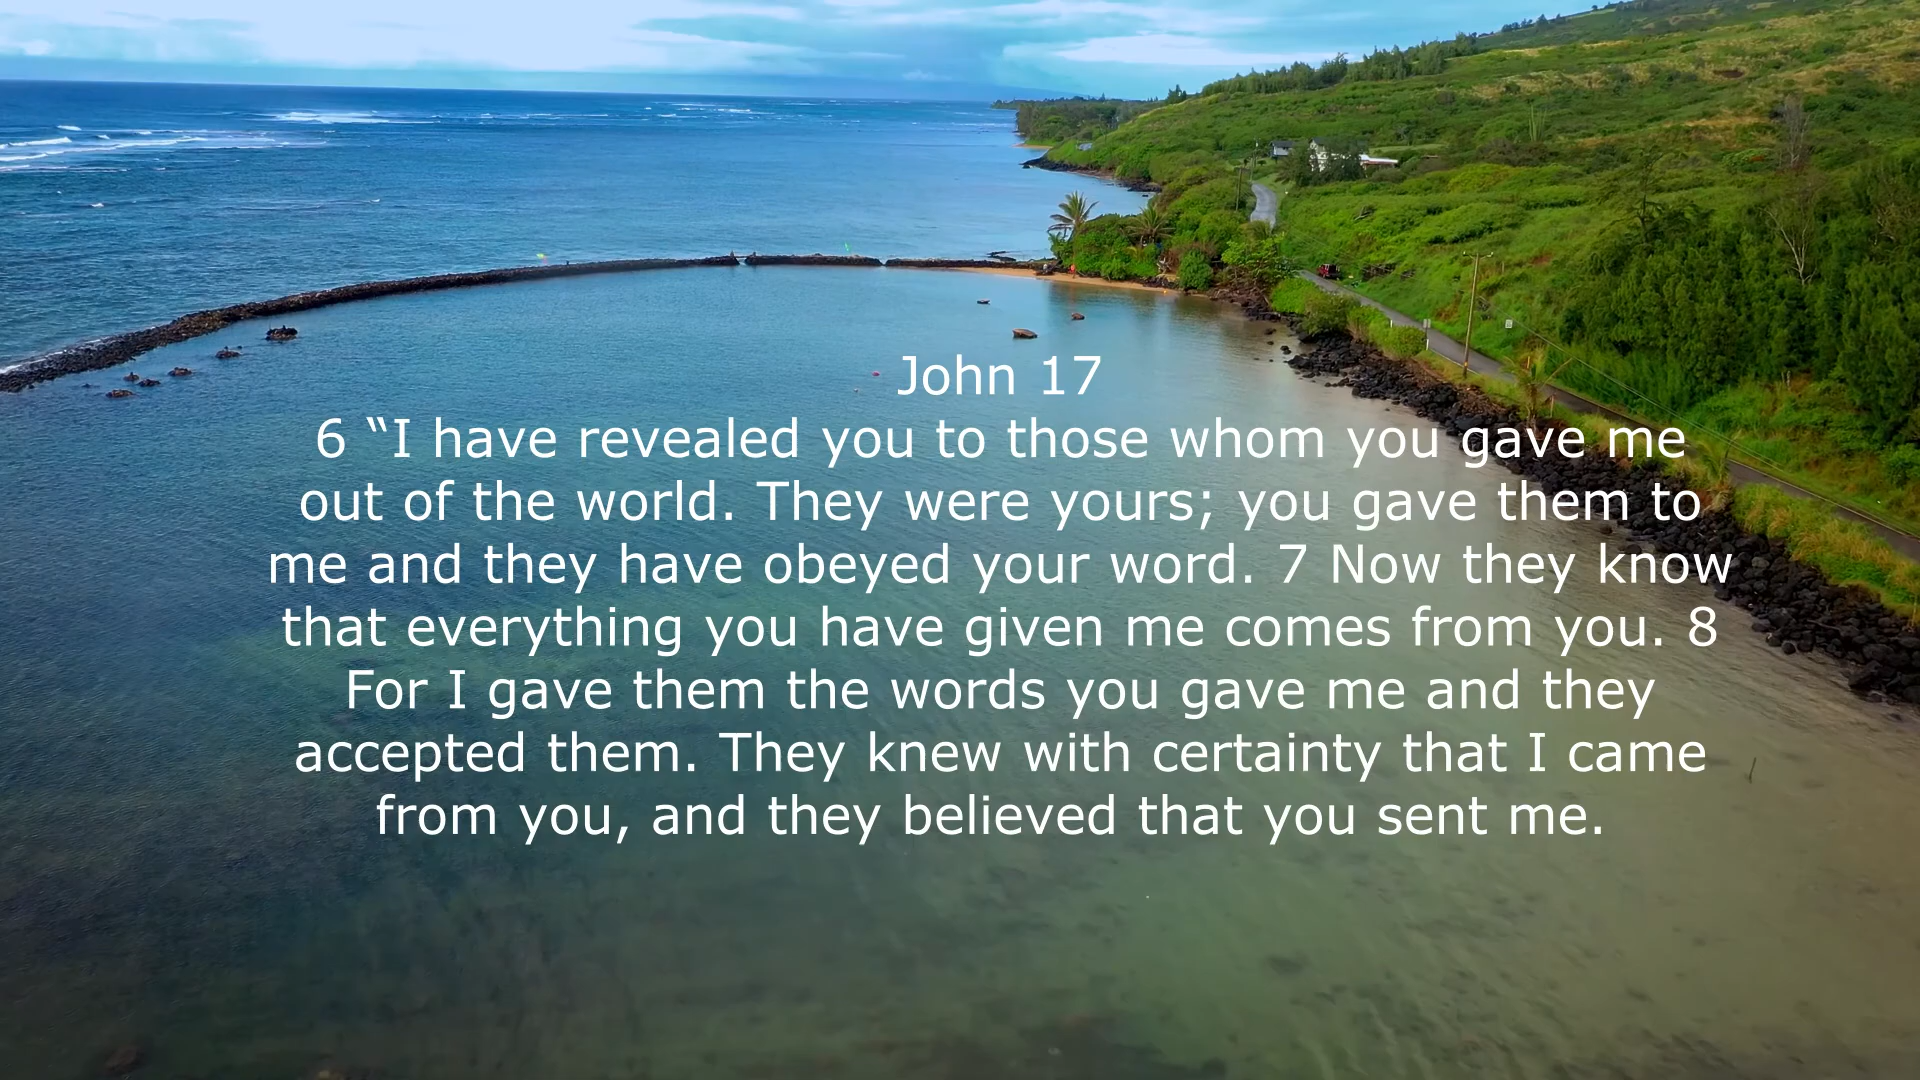 John 17
6 “I have revealed you to those whom you gave me
out of the world. They were yours; you gave them to
me and they have obeyed your word. 7 Now they know
that everything you have given me comes from you. 8
For I gave them the words you gave me and they
accepted them. They knew with certainty that I came
from you, and they believed that you sent me.